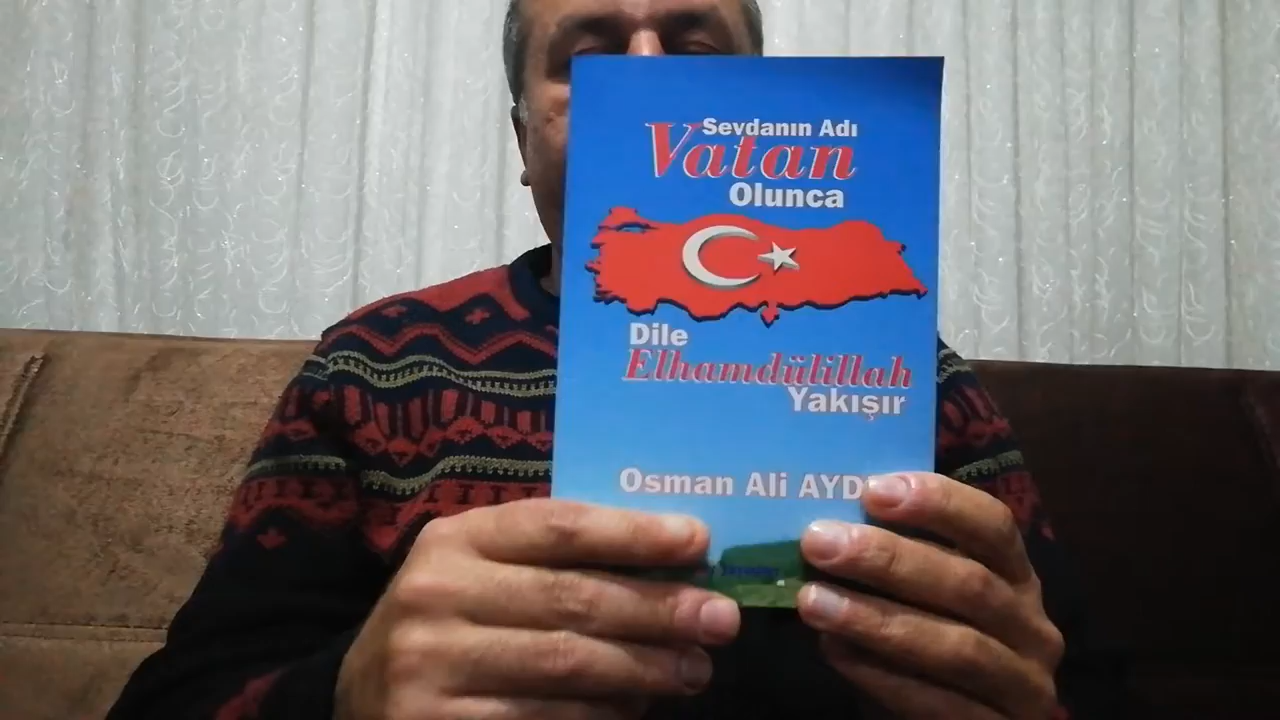 Sevdanın Adı
Vatan
Olunca
Dile
Elhamdülillah
Yakışır
Osman Ali